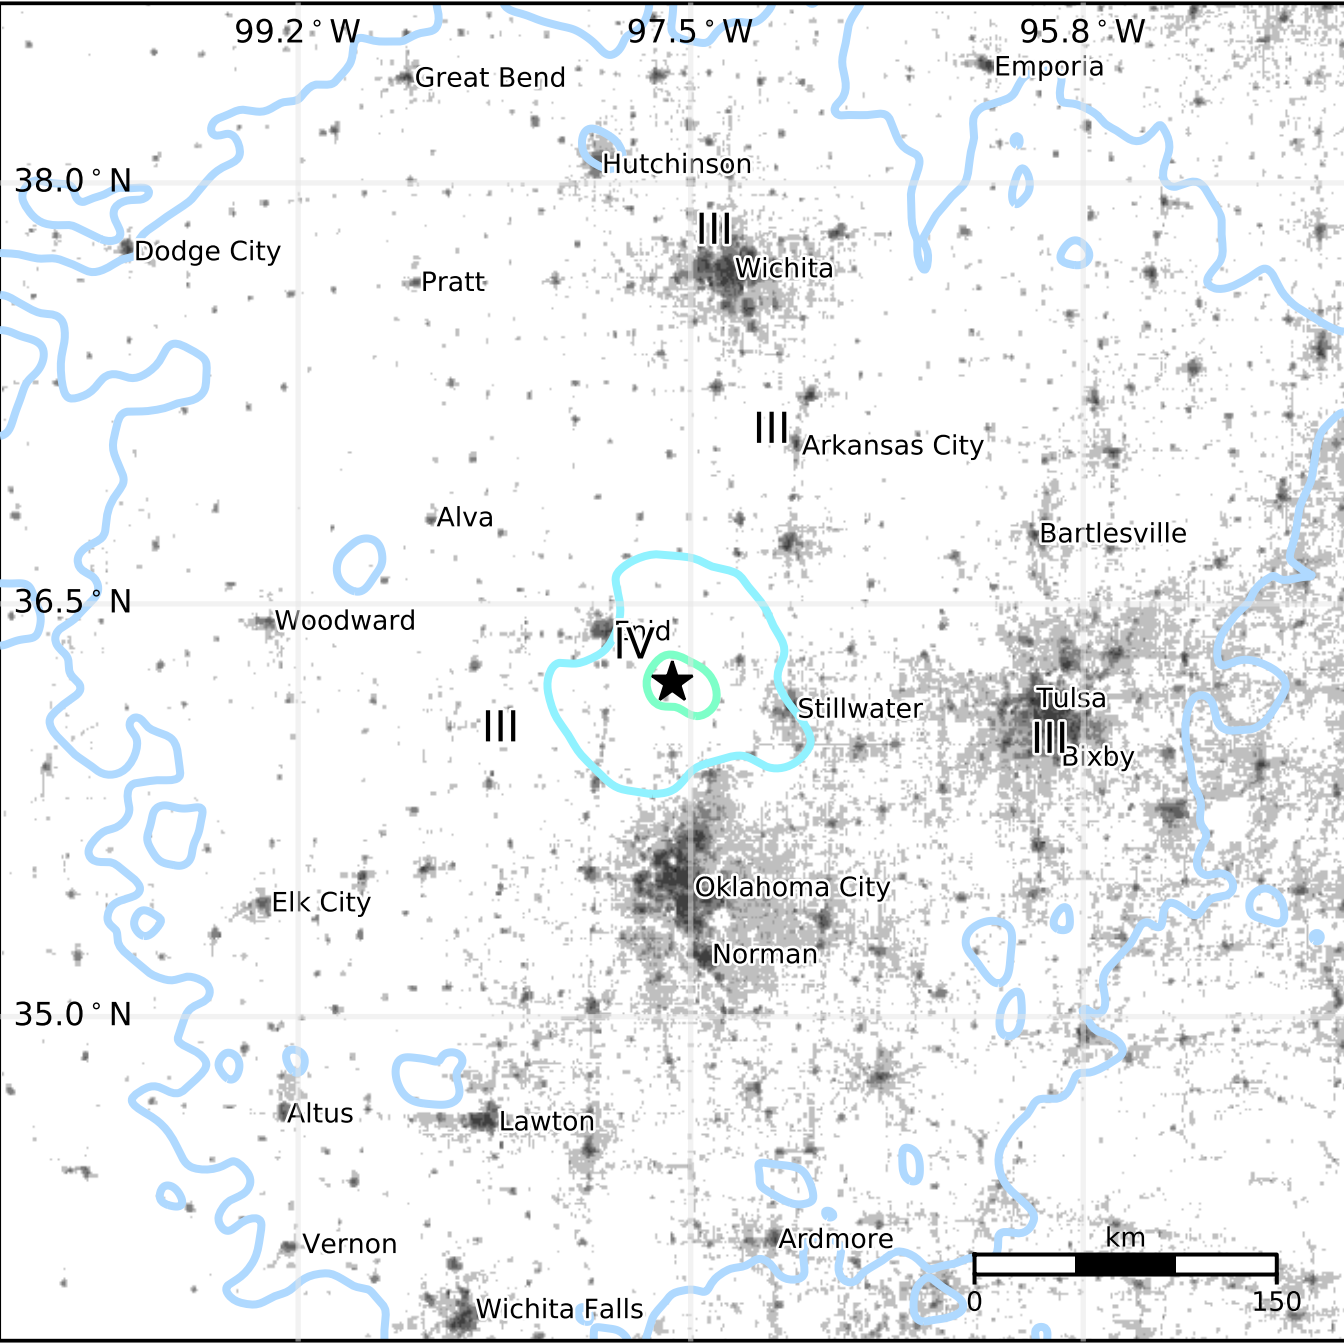 99.2°W 97.5°W 95.8°W
Emporia
Great Bend
Hutchinson
38.0°N
III
Dodge City
Wichita
Pratt
III
Arkansas City
Alva
Bartlesville
36.5°N
Woodward
Enid
IV
Tulsa
Stillwater
III
III
Bixby
Oklahoma City
Elk City
Norman
35.0°N
Altus
Lawton
km
Ardmore
Vernon
0 150
Wichita Falls